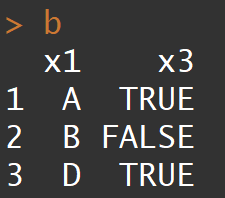 > b
  x1    x3
1  A  TRUE
2  B FALSE
3  D  TRUE